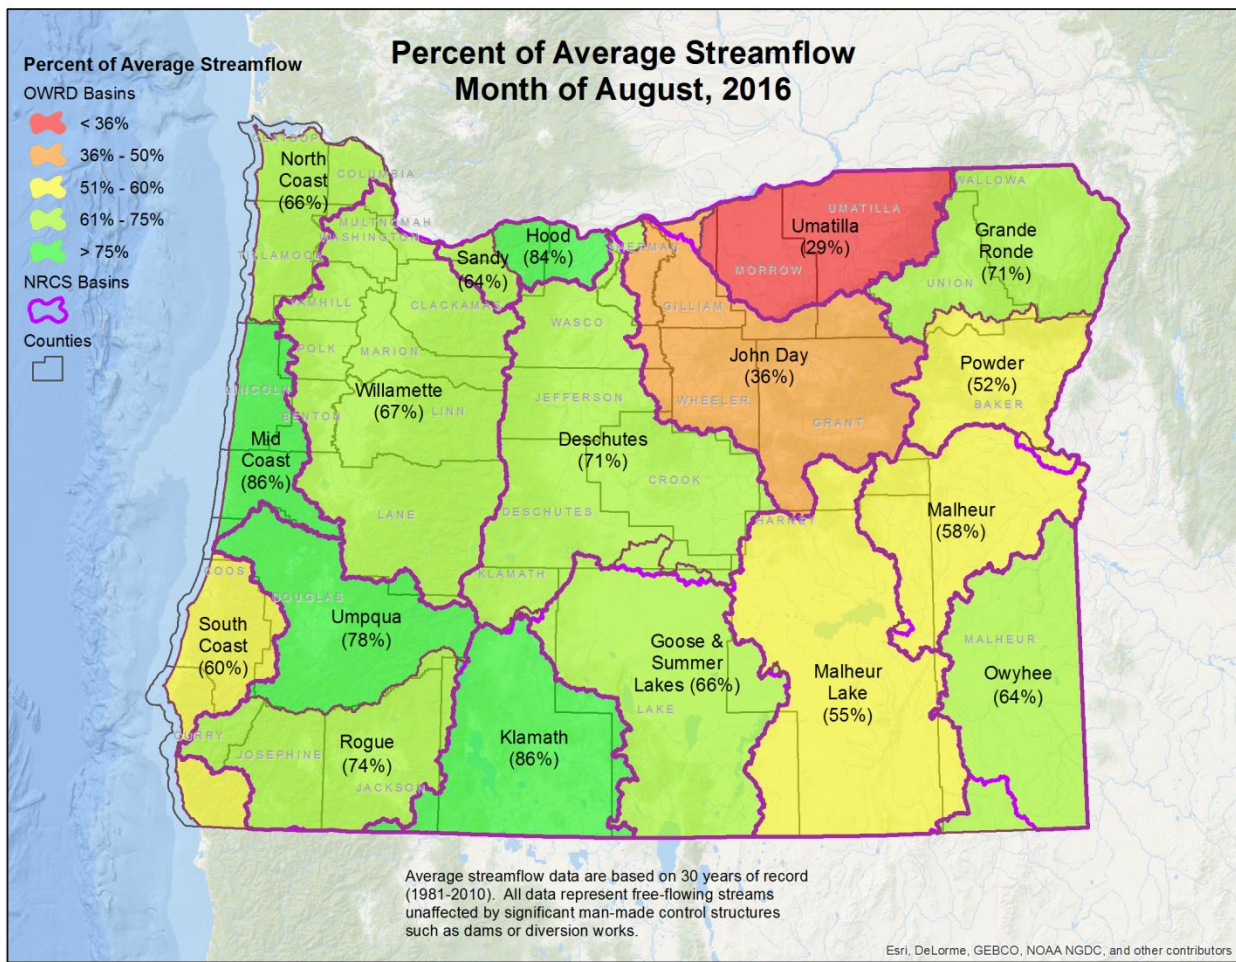 Percent of Average Streamflow
Month of August, 2016
Percent of Average Streamflow
OWRD Basins
< 36%
36% - 50%
51% - 60%
61% - 75%
> 75%
NRCS Basins
Counties
CLATSOP
North
Coast
(66%)
COLUMBIA
MULTNOMAH
WASHINGTON
TILLAMOOK
YAMHILL
CLACKAMAS
Sandy
(64%)
Hood
(84%)
SHERMAN
WASCO
GILLIAM
MORROW
UMATILLA
Umatilla
(29%)
WALLOWA
Grande
Ronde
(71%)
UNION
POLK
MARION
LINCOLN
BENTON
LINN
Willamette
(67%)
JEFFERSON
WHEELER
John Day
(36%)
GRANT
Powder
(52%)
BAKER
Mid
Coast
(86%)
Deschutes
(71%)
CROOK
LANE
DESCHUTES
HARNEY
Malheur
(58%)
COOS
DOUGLAS
KLAMATH
South
Coast
(60%)
Umpqua
(78%)
Goose &
Summer
Lakes (66%)
LAKE
Malheur
Lake
(55%)
MALHEUR
Owyhee
(64%)
CURRY
JOSEPHINE
Rogue
(74%)
JACKSON
Klamath
(86%)
Average streamflow data are based on 30 years of record
(1981-2010). All data represent free-flowing streams
unaffected by significant man-made control structures
such as dams or diversion works.
Esri, DeLorme, GEBCO, NOAA NGDC, and other contributors